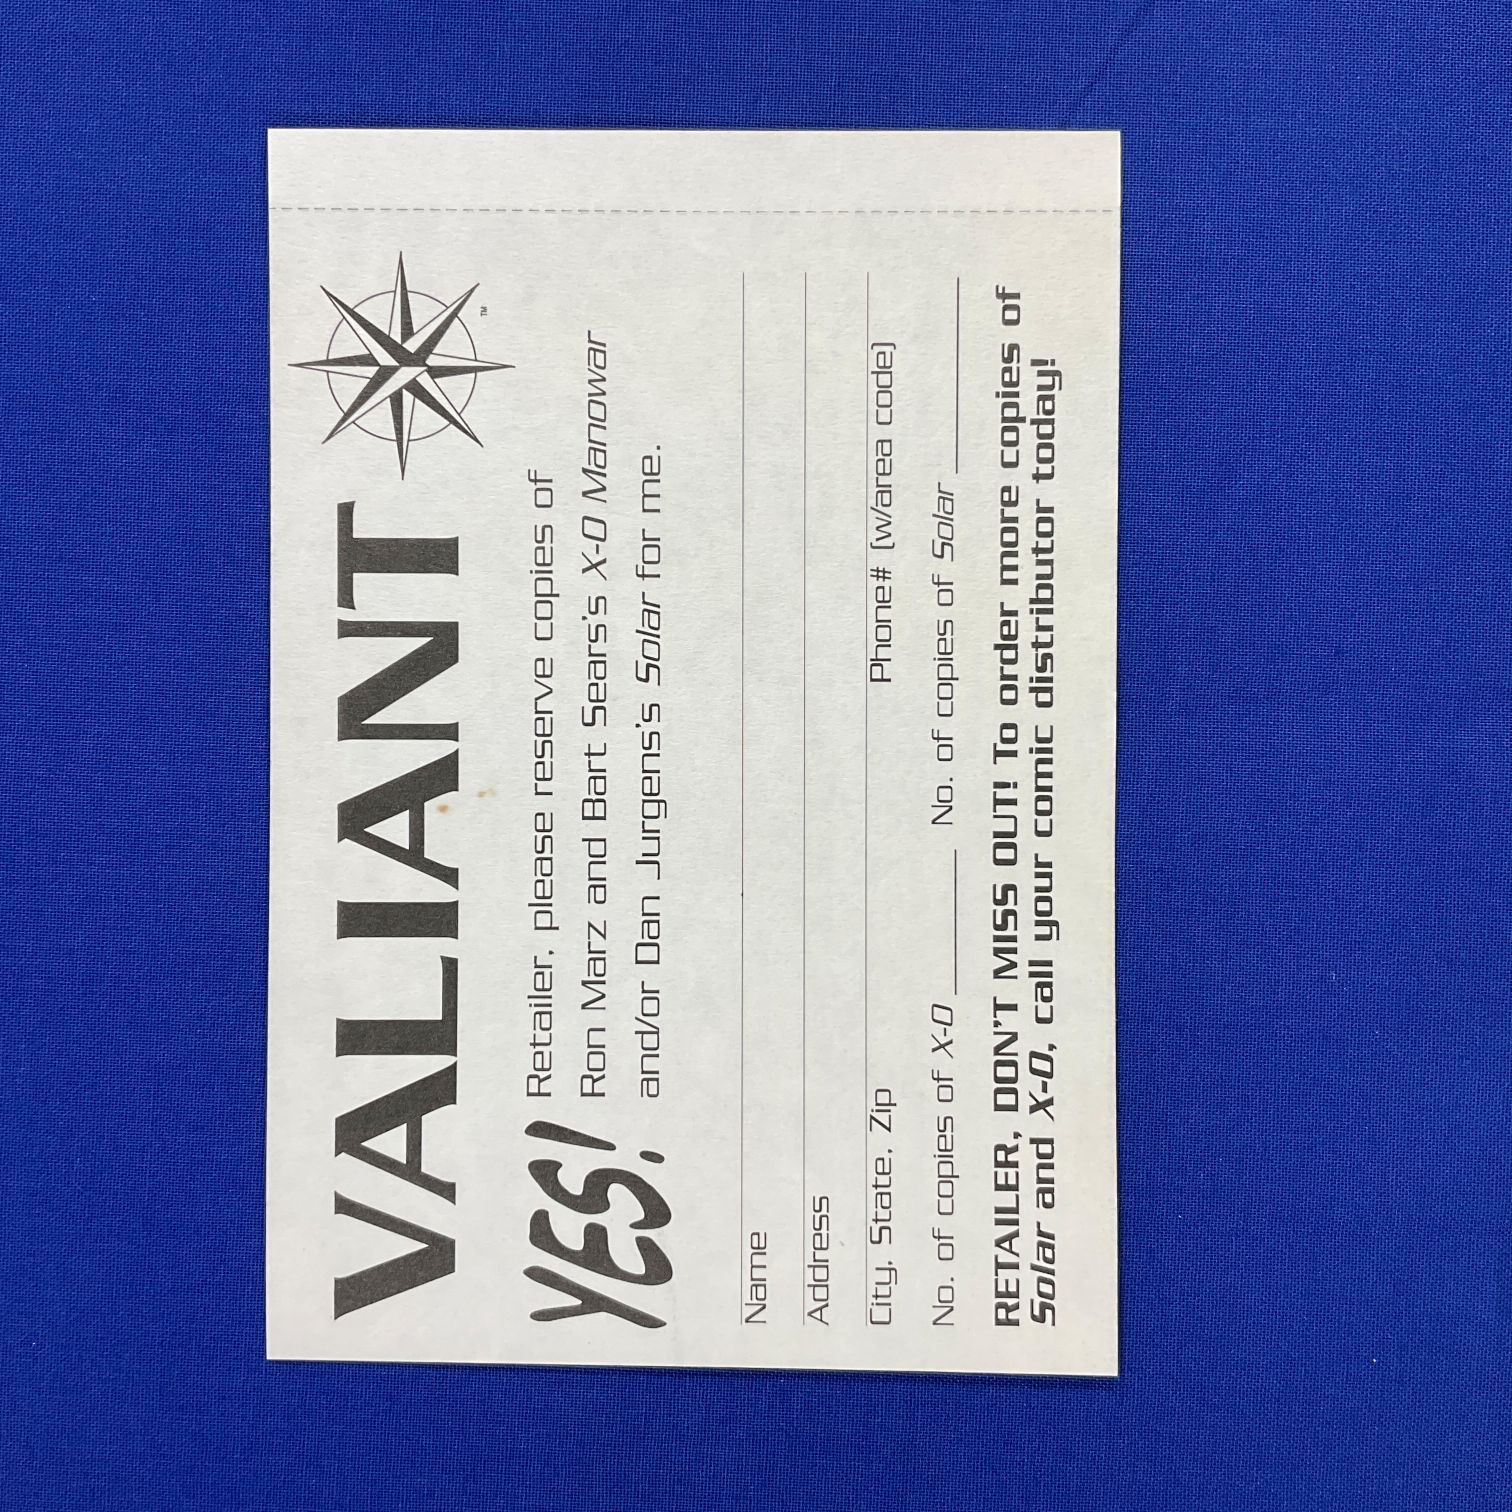 VALIANT
TM
YES! Retailer, please reserve copies of
Ron Marz and Bart Sears's X-O Manowar
and/or Dan Jurgens's Solar for me.
Name
Address
City, State, Zip Phone# (w/area code)
No. of copies of X-O ______ No. of copies of Solar ________
RETAILER, DON'T MISS OUT! To order more copies of
Solar and X-O, call your comic distributor today!